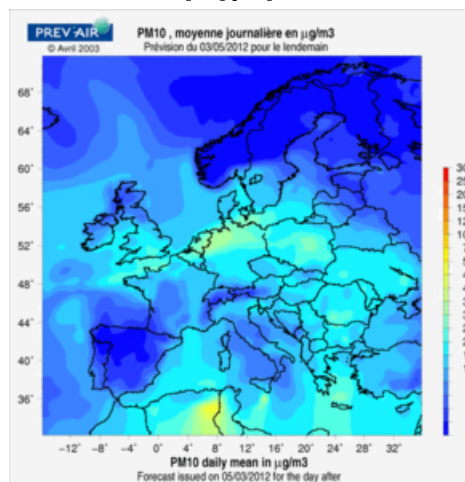 PREV'AIR
© Avril 2003
PM10 , moyenne journalière en µg/m3
Prévision du 03/05/2012 pour le lendemain
68°
64°
60°
56°
52°
48°
44°
40°
36°
−12° −8° −4° 0° 4° 8° 12° 16° 20° 24° 28° 32°
PM10 daily mean in µg/m3
Forecast issued on 05/03/2012 for the day after